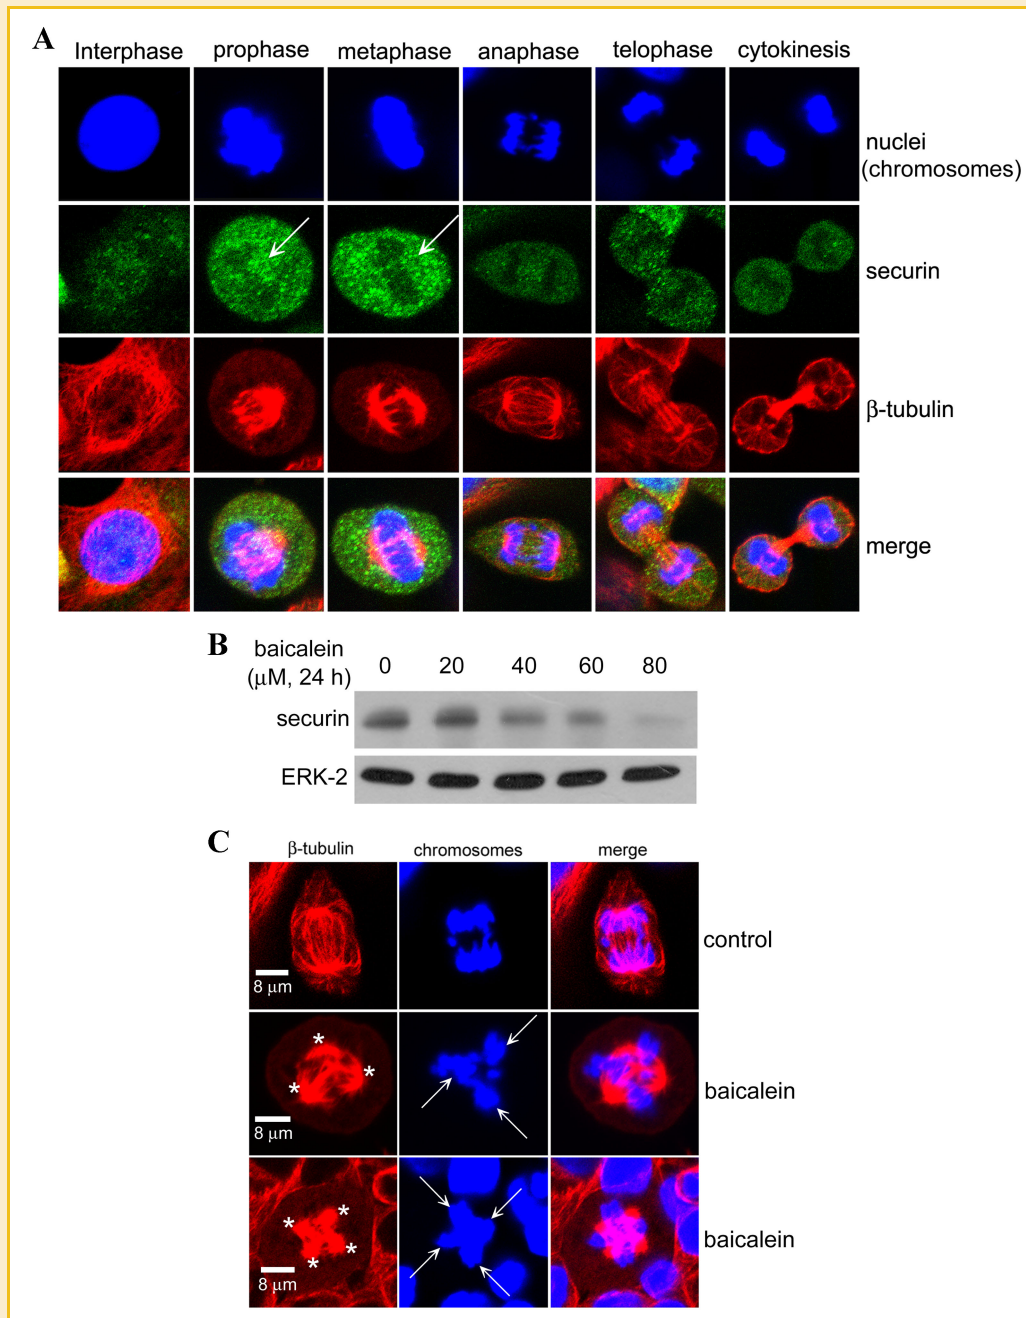 A
Interphase prophase metaphase anaphase telophase cytokinesis
nuclei
(chromosomes)
securin
β-tubulin
merge
B
baicalein
(μM, 24 h) 0 20 40 60 80
securin
ERK-2
C
β-tubulin chromosomes merge
control
8 μm
* * *
baicalein
8 μm
* * * *
baicalein
8 μm